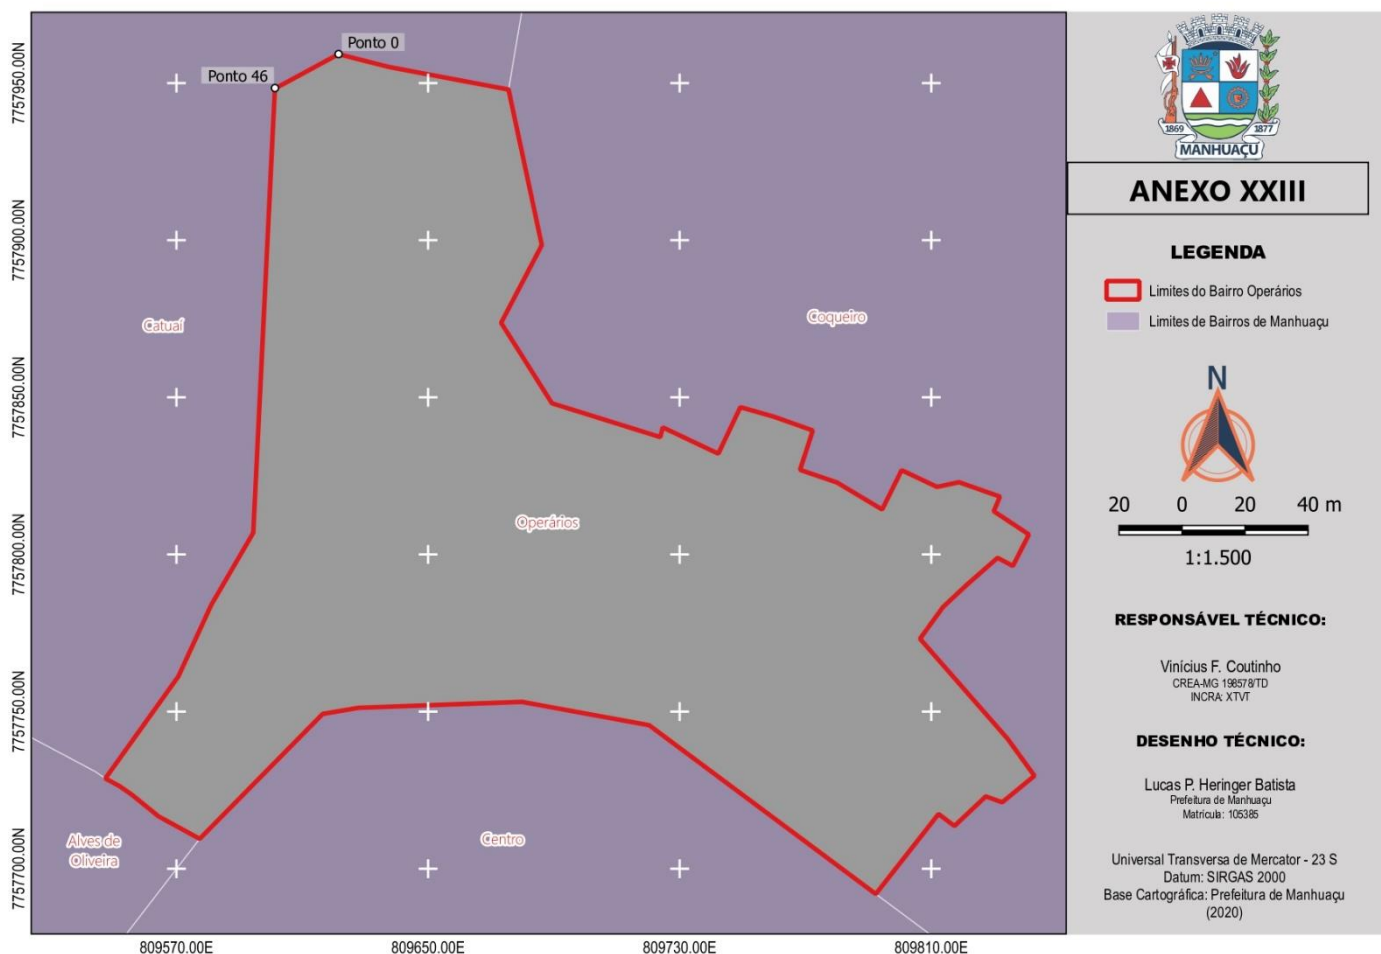 Ponto 0
Ponto 46
7757950.00N
7757900.00N
7757850.00N
7757800.00N
7757750.00N
7757700.00N
Catuaí
Coqueiro
Operários
Alves de
Oliveira
Centro
809570.00E
809650.00E
809730.00E
809810.00E
1869
1877
MANHUAÇU
ANEXO XXIII
LEGENDA
Limites do Bairro Operários
Limites de Bairros de Manhuaçu
N
20 0 20 40 m
1:1.500
RESPONSÁVEL TÉCNICO:
Vinícius F. Coutinho
CREA-MG 198578/TD
INCRA: XTVT
DESENHO TÉCNICO:
Lucas P. Heringer Batista
Prefeitura de Manhuaçu
Matrícula: 105385
Universal Transversa de Mercator - 23 S
Datum: SIRGAS 2000
Base Cartográfica: Prefeitura de Manhuaçu
(2020)